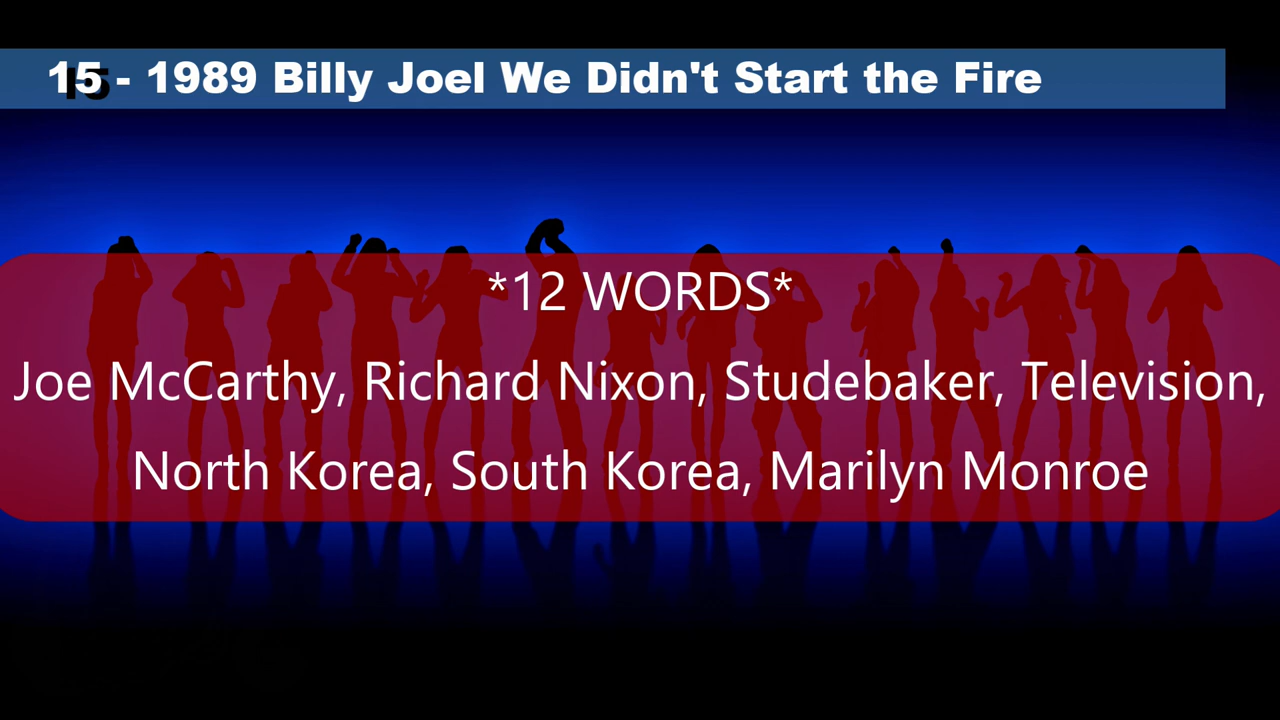 15 - 1989 Billy Joel We Didn't Start the Fire
*12 WORDS*
Joe McCarthy, Richard Nixon, Studebaker, Television,
North Korea, South Korea, Marilyn Monroe